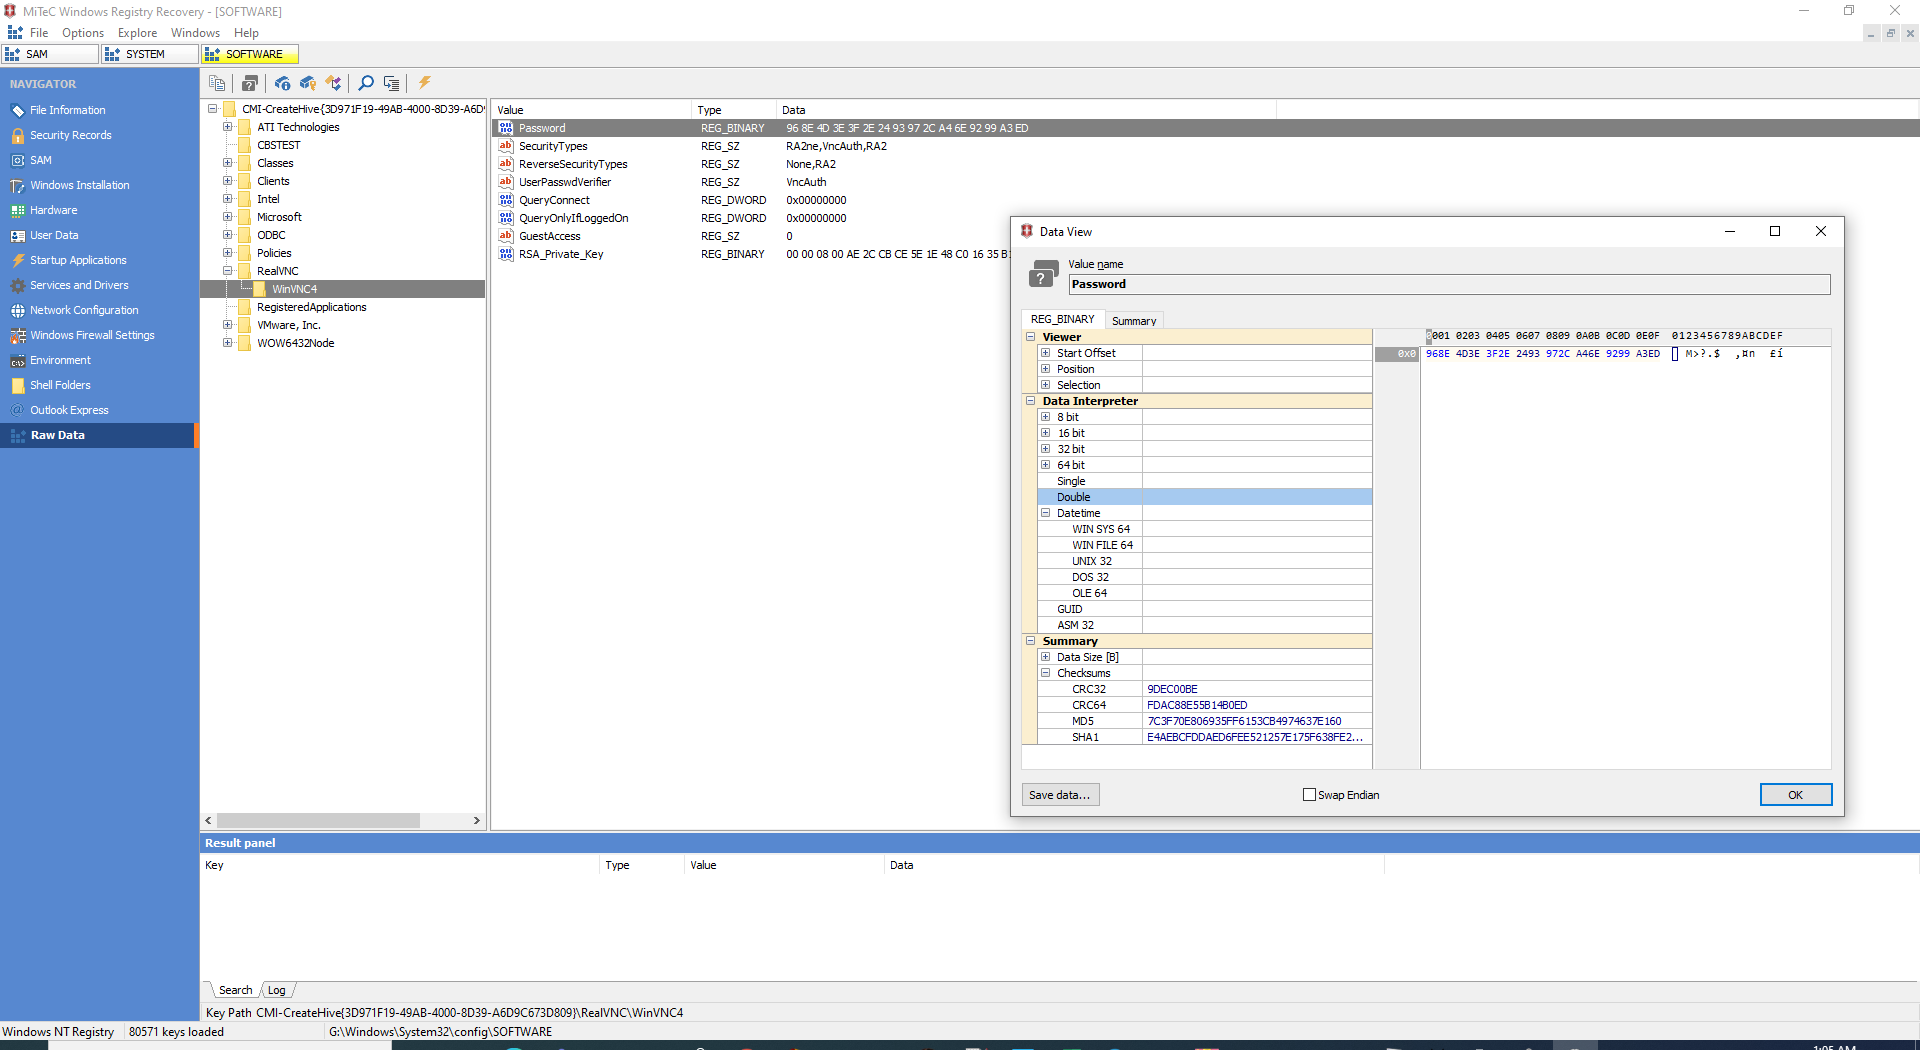 MiTeC Windows Registry Recovery - [SOFTWARE]
File Options Explore Windows Help
SAM SYSTEM SOFTWARE
NAVIGATOR
File Information
Security Records
SAM
Windows Installation
Hardware
User Data
Startup Applications
Services and Drivers
Network Configuration
Windows Firewall Settings
Environment
Shell Folders
Outlook Express
Raw Data
CMI-CreateHive{3D971F19-49AB-4000-8D39-A6D9
ATI Technologies
CBSTEST
Classes
Clients
Intel
Microsoft
ODBC
Policies
RealVNC
WinVNC4
RegisteredApplications
VMware, Inc.
WOW6432Node
Value Type Data
Password REG_BINARY 96 8E 4D 3E 3F 2E 24 93 97 2C A4 6E 92 99 A3 ED
SecurityTypes REG_SZ RA2ne,VncAuth,RA2
ReverseSecurityTypes REG_SZ None,RA2
UserPasswdVerifier REG_SZ VncAuth
QueryConnect REG_DWORD 0x00000000
QueryOnlyIfLoggedOn REG_DWORD 0x00000000
GuestAccess REG_SZ 0
RSA_Private_Key REG_BINARY 00 00 08 00 AE 2C CB CE 5E 1E 48 C0 16 35 B1
Data View
Value name
Password
REG_BINARY Summary
Viewer
Start Offset
Position
Selection
Data Interpreter
8 bit
16 bit
32 bit
64 bit
Single
Double
Datetime
WIN SYS 64
WIN FILE 64
UNIX 32
DOS 32
OLE 64
GUID
ASM 32
Summary
Data Size [B]
Checksums
CRC32 9DEC00BE
CRC64 FDAC88E55B14B0ED
MD5 7C3F70E806935FF6153CB4974637E160
SHA1 E4AEBCFDDAED6FEE521257E175F638FE2...
0001 0203 0405 0607 0809 0A0B 0C0D 0E0F 0123456789ABCDEF
0x0 968E 4D3E 3F2E 2493 972C A46E 9299 A3ED M>?.$ ,¤n £í
Save data... Swap Endian OK
Result panel
Key Type Value Data
Search Log
Key Path CMI-CreateHive{3D971F19-49AB-4000-8D39-A6D9C673D809}\RealVNC\WinVNC4
Windows NT Registry 80571 keys loaded G:\Windows\System32\config\SOFTWARE